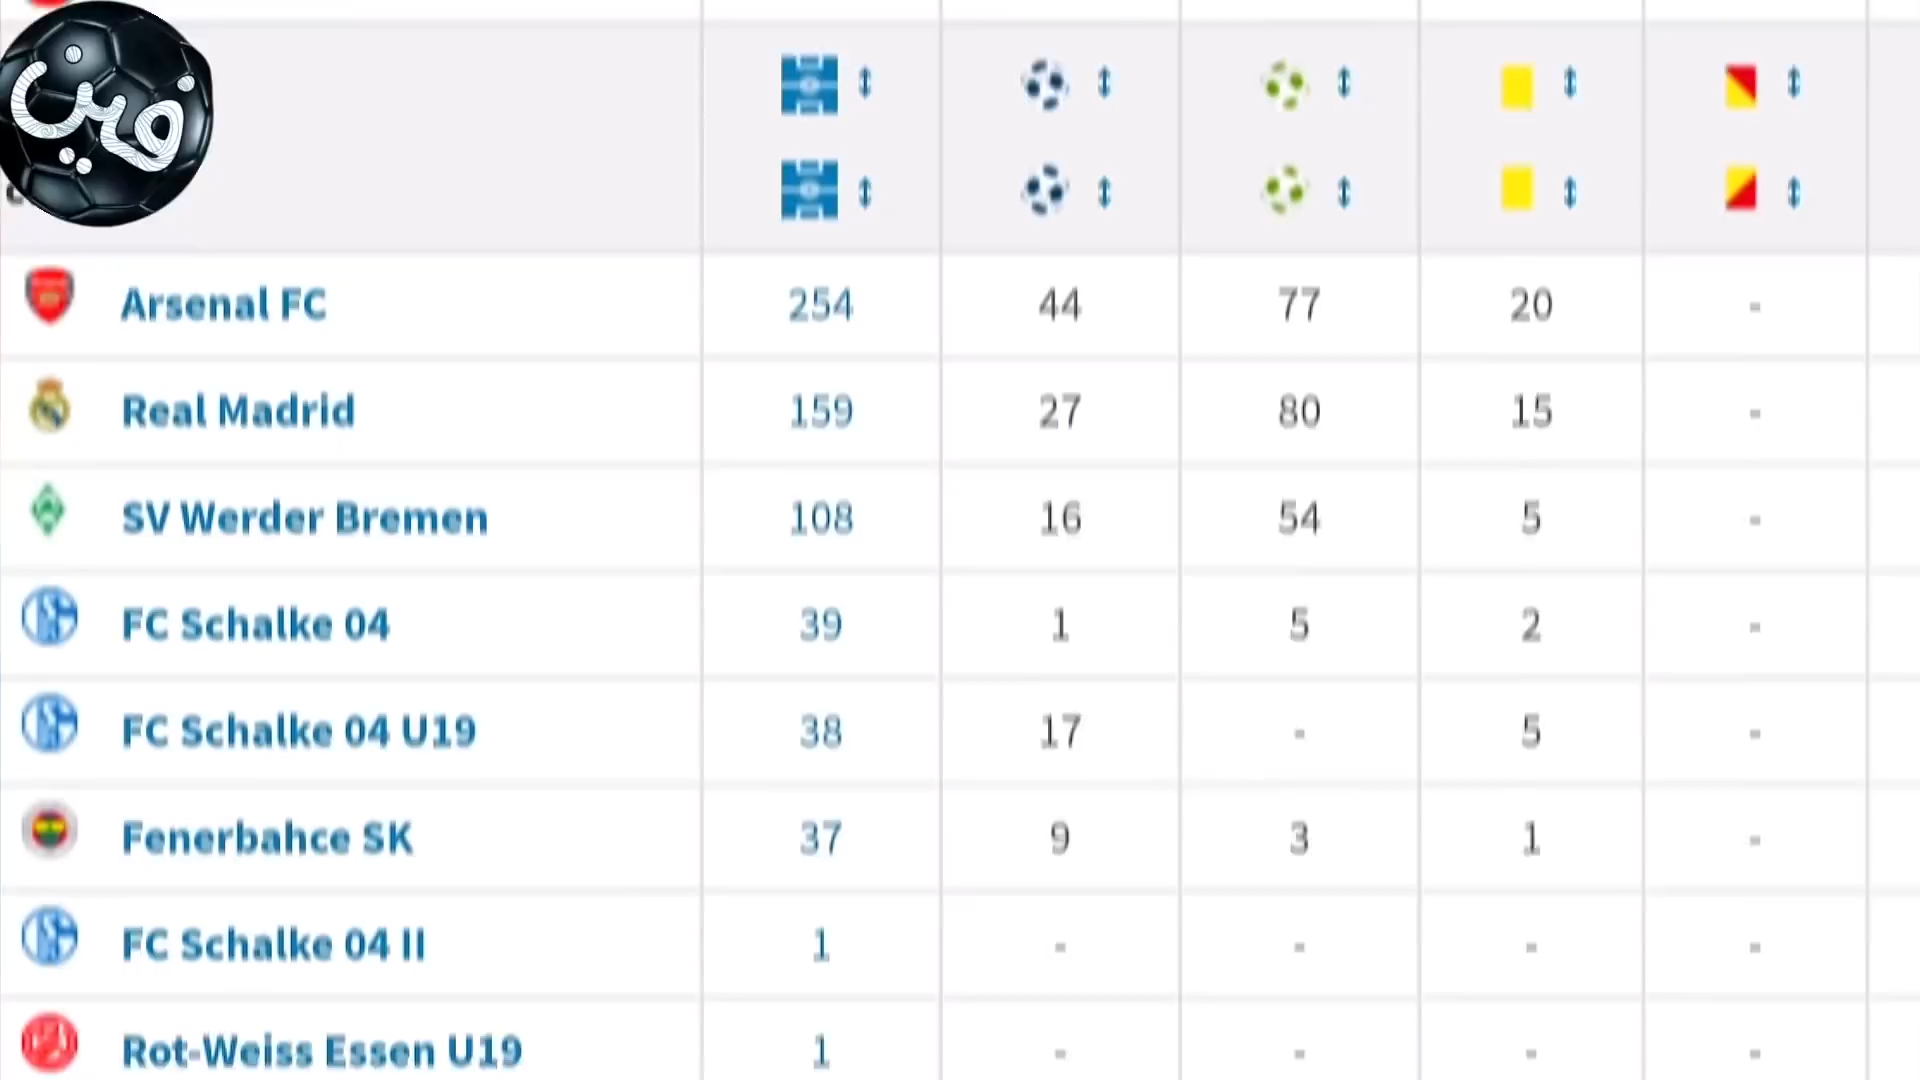 فين
Arsenal FC 254 44 77 20 -
Real Madrid 159 27 80 15 -
SV Werder Bremen 108 16 54 5 -
FC Schalke 04 39 1 5 2 -
FC Schalke 04 U19 38 17 - 5 -
Fenerbahce SK 37 9 3 1 -
FC Schalke 04 II 1 - - - -
Rot-Weiss Essen U19 1 - - - -